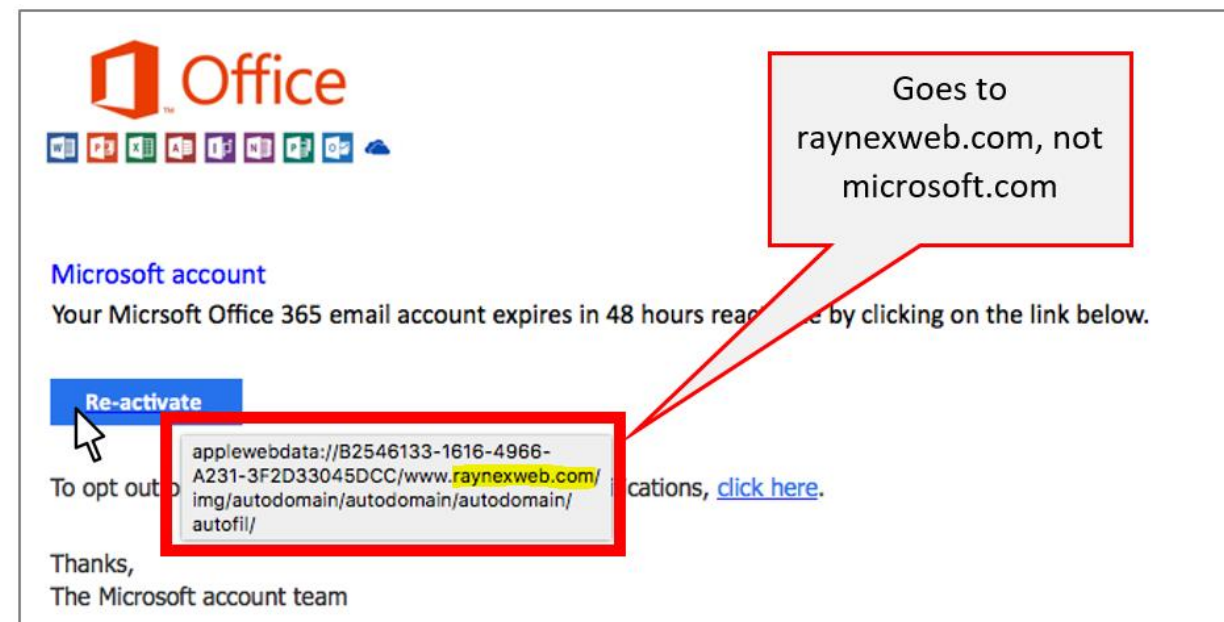 Office
Goes to
raynexweb.com, not
microsoft.com
Microsoft account
Your Micrsoft Office 365 email account expires in 48 hours by clicking on the link below.
Re-activate
applewebdata://B2546133-1616-4966-
A231-3F2D33045DCC/www.raynexweb.com/
img/autodomain/autodomain/autodomain/
autofil/
To opt out click here.
Thanks,
The Microsoft account team